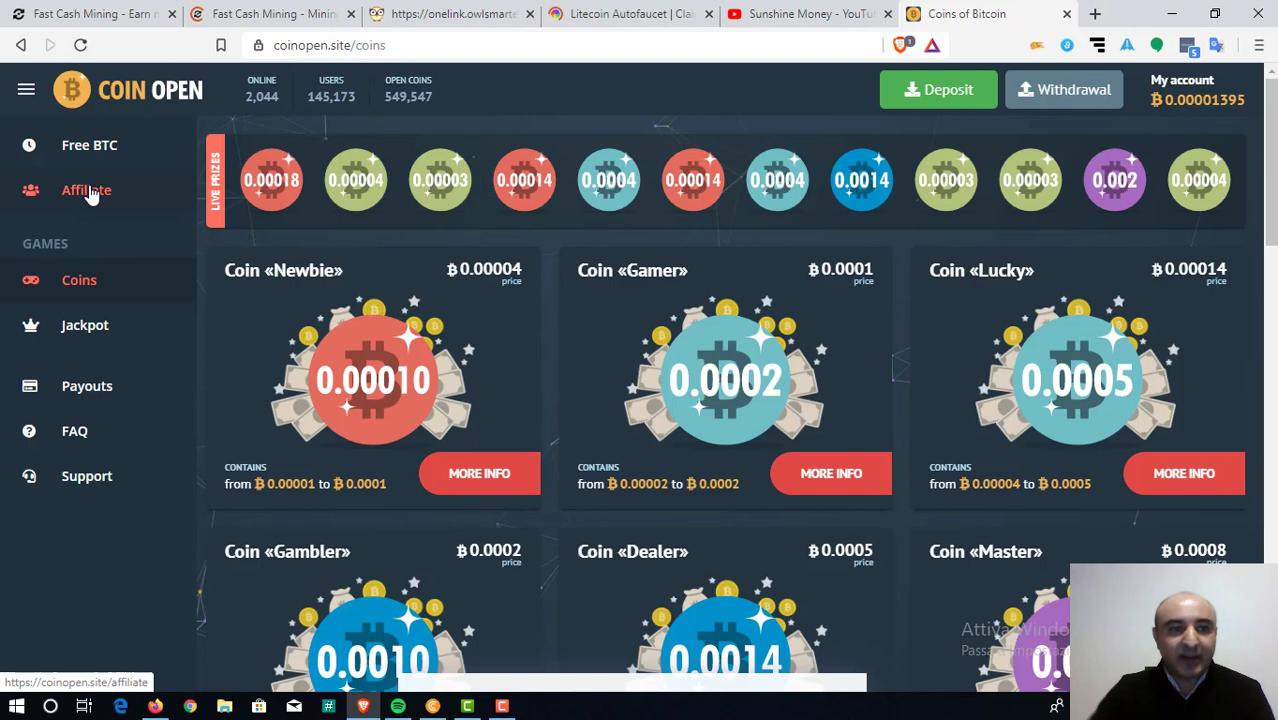 Fast Cash Mining - Earn r
Fast Cash Mining - Mining
https://onelink.owlsmarte
Litecoin Autofaucet | Clai
Sunshine Money - YouTu
Coins of Bitcoin
coinopen.site/coins
1
S
COIN OPEN
ONLINE
2,044
USERS
145,173
OPEN COINS
549,547
Deposit
Withdrawal
My account
0.00001395
Free BTC
Affiliate
GAMES
Coins
Jackpot
Payouts
FAQ
Support
LIVE PRIZES
0.00018
0.00004
0.00003
0.00014
0.0004
0.00014
0.0004
0.0014
0.00003
0.00003
0.002
0.00004
Coin «Newbie»
0.00004
price
0.00010
CONTAINS
from 0.00001 to 0.0001
MORE INFO
Coin «Gamer»
0.0001
price
0.0002
CONTAINS
from 0.00002 to 0.0002
MORE INFO
Coin «Lucky»
0.00014
price
0.0005
CONTAINS
from 0.00004 to 0.0005
MORE INFO
Coin «Gambler»
0.0002
price
0.0010
Coin «Dealer»
0.0005
price
0.0014
Coin «Master»
0.0008
price
https://coinopen.site/affiliate